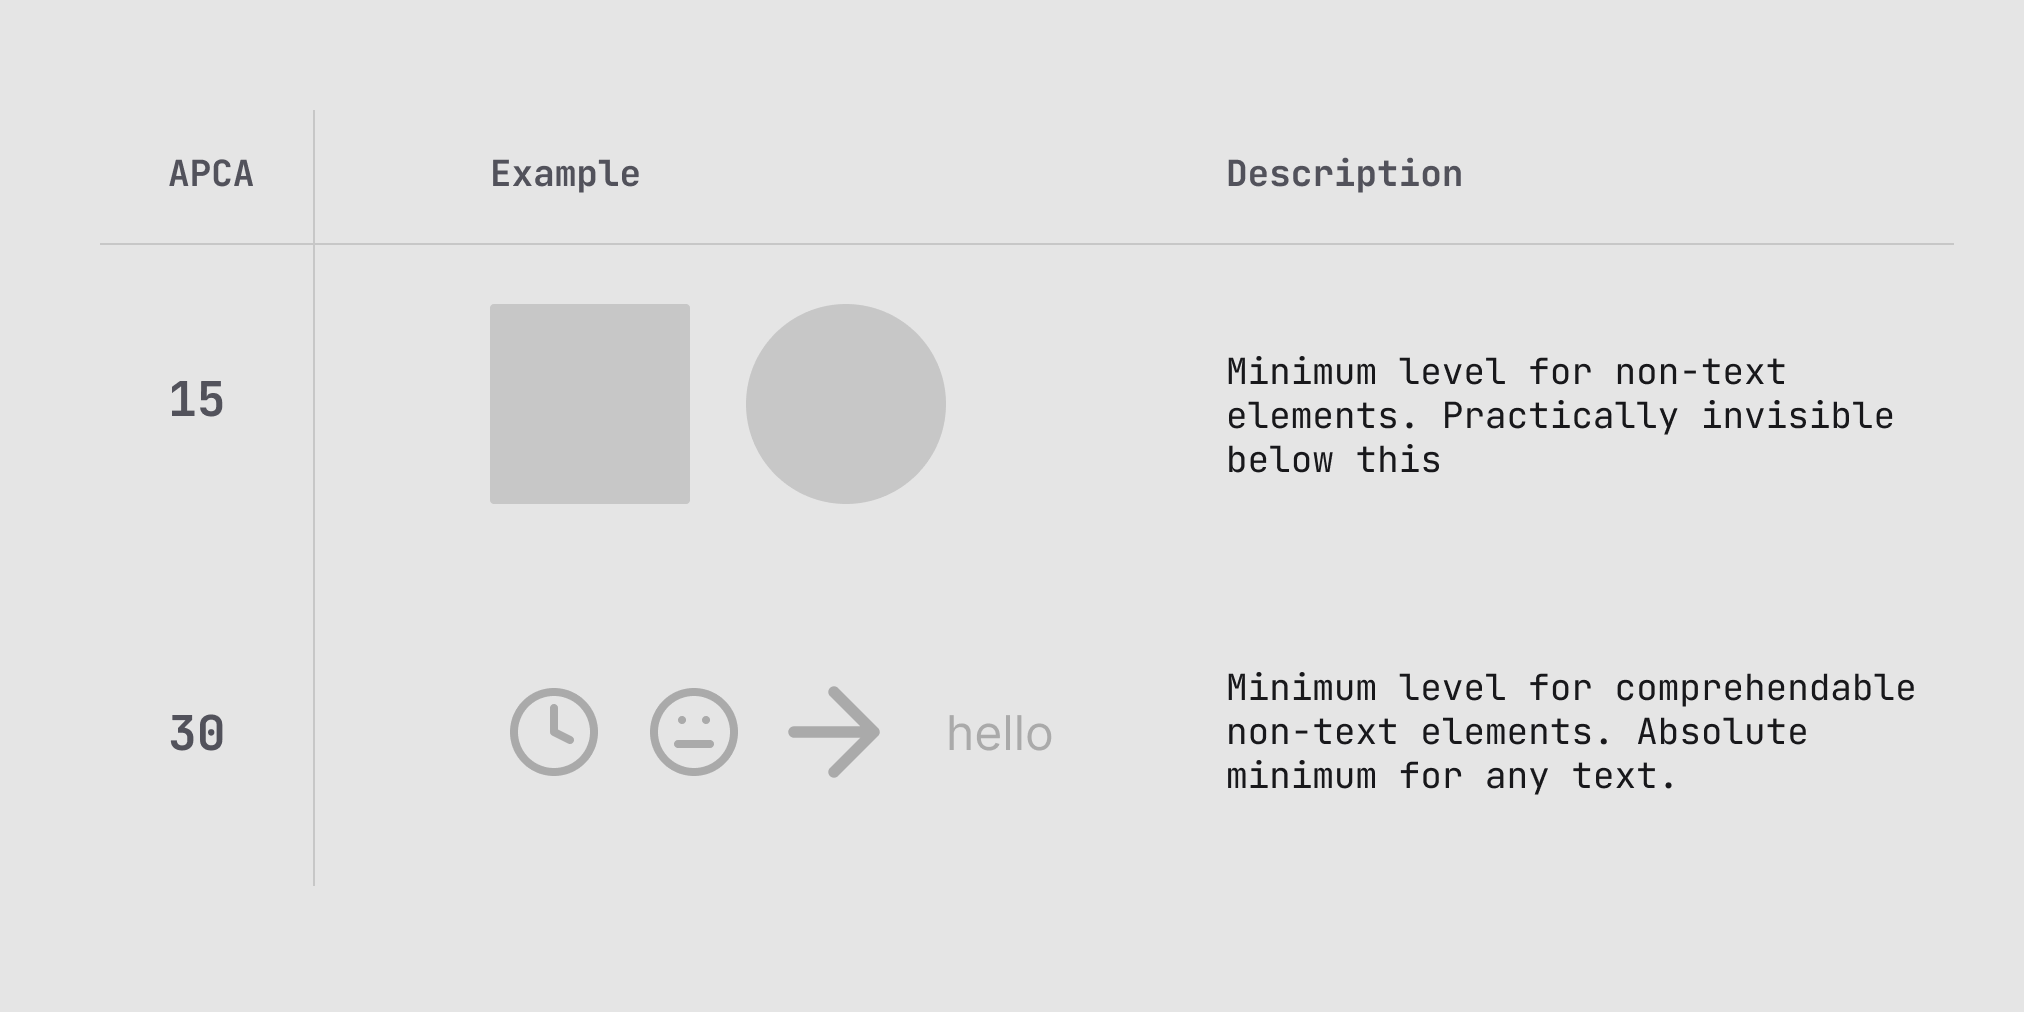 APCA
Example
Description
15
Minimum level for non-text
elements. Practically invisible
below this
30
hello
Minimum level for comprehendable
non-text elements. Absolute
minimum for any text.